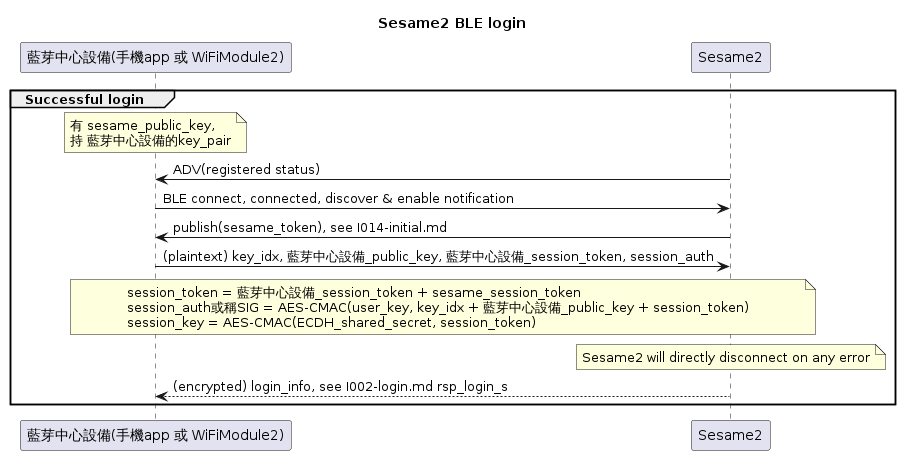 Sesame2 BLE login
藍芽中心設備(手機app 或 WiFiModule2)
Sesame2
Successful login
有 sesame_public_key,
持 藍芽中心設備的key_pair
ADV(registered status)
BLE connect, connected, discover & enable notification
publish(sesame_token), see I014-initial.md
(plaintext) key_idx, 藍芽中心設備_public_key, 藍芽中心設備_session_token, session_auth
session_token = 藍芽中心設備_session_token + sesame_session_token
session_auth或稱SIG = AES-CMAC(user_key, key_idx + 藍芽中心設備_public_key + session_token)
session_key = AES-CMAC(ECDH_shared_secret, session_token)
Sesame2 will directly disconnect on any error
(encrypted) login_info, see I002-login.md rsp_login_s
藍芽中心設備(手機app 或 WiFiModule2)
Sesame2